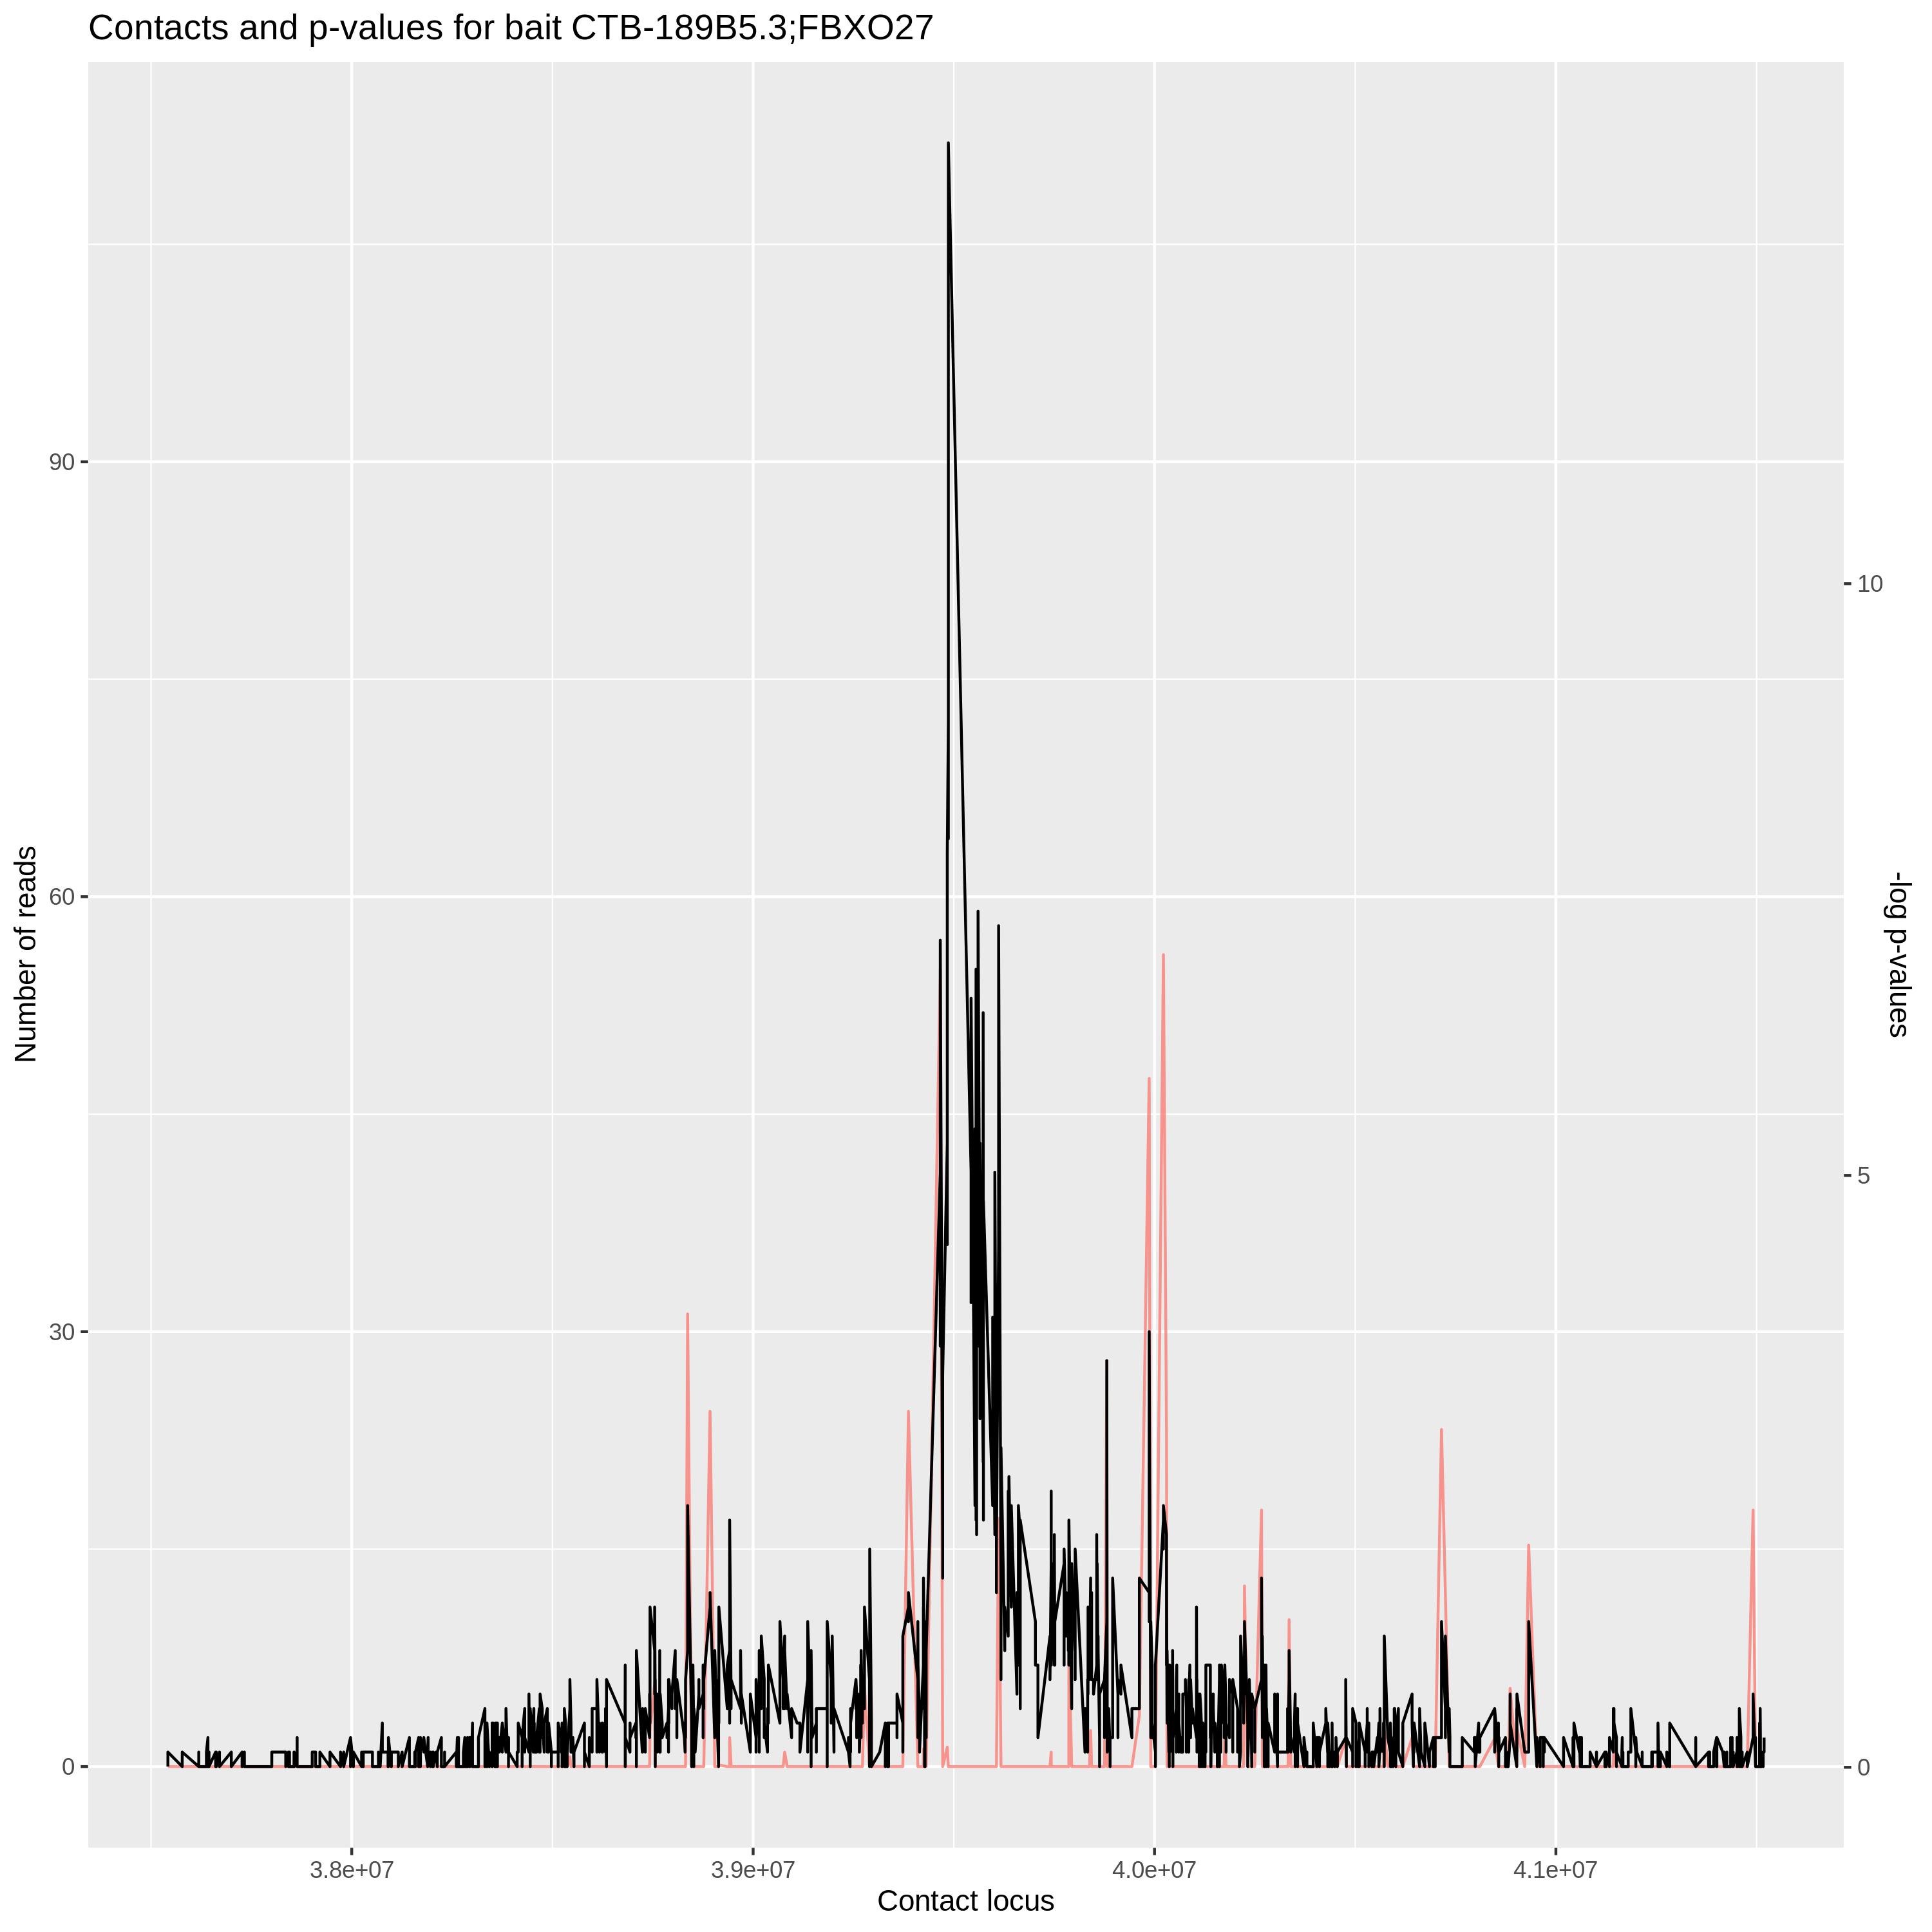 Contacts and p-values for bait CTB-189B5.3;FBXO27
Number of reads
90
60
30
0
10
5
0
-log p-values
3.8e+07
3.9e+07
4.0e+07
4.1e+07
Contact locus